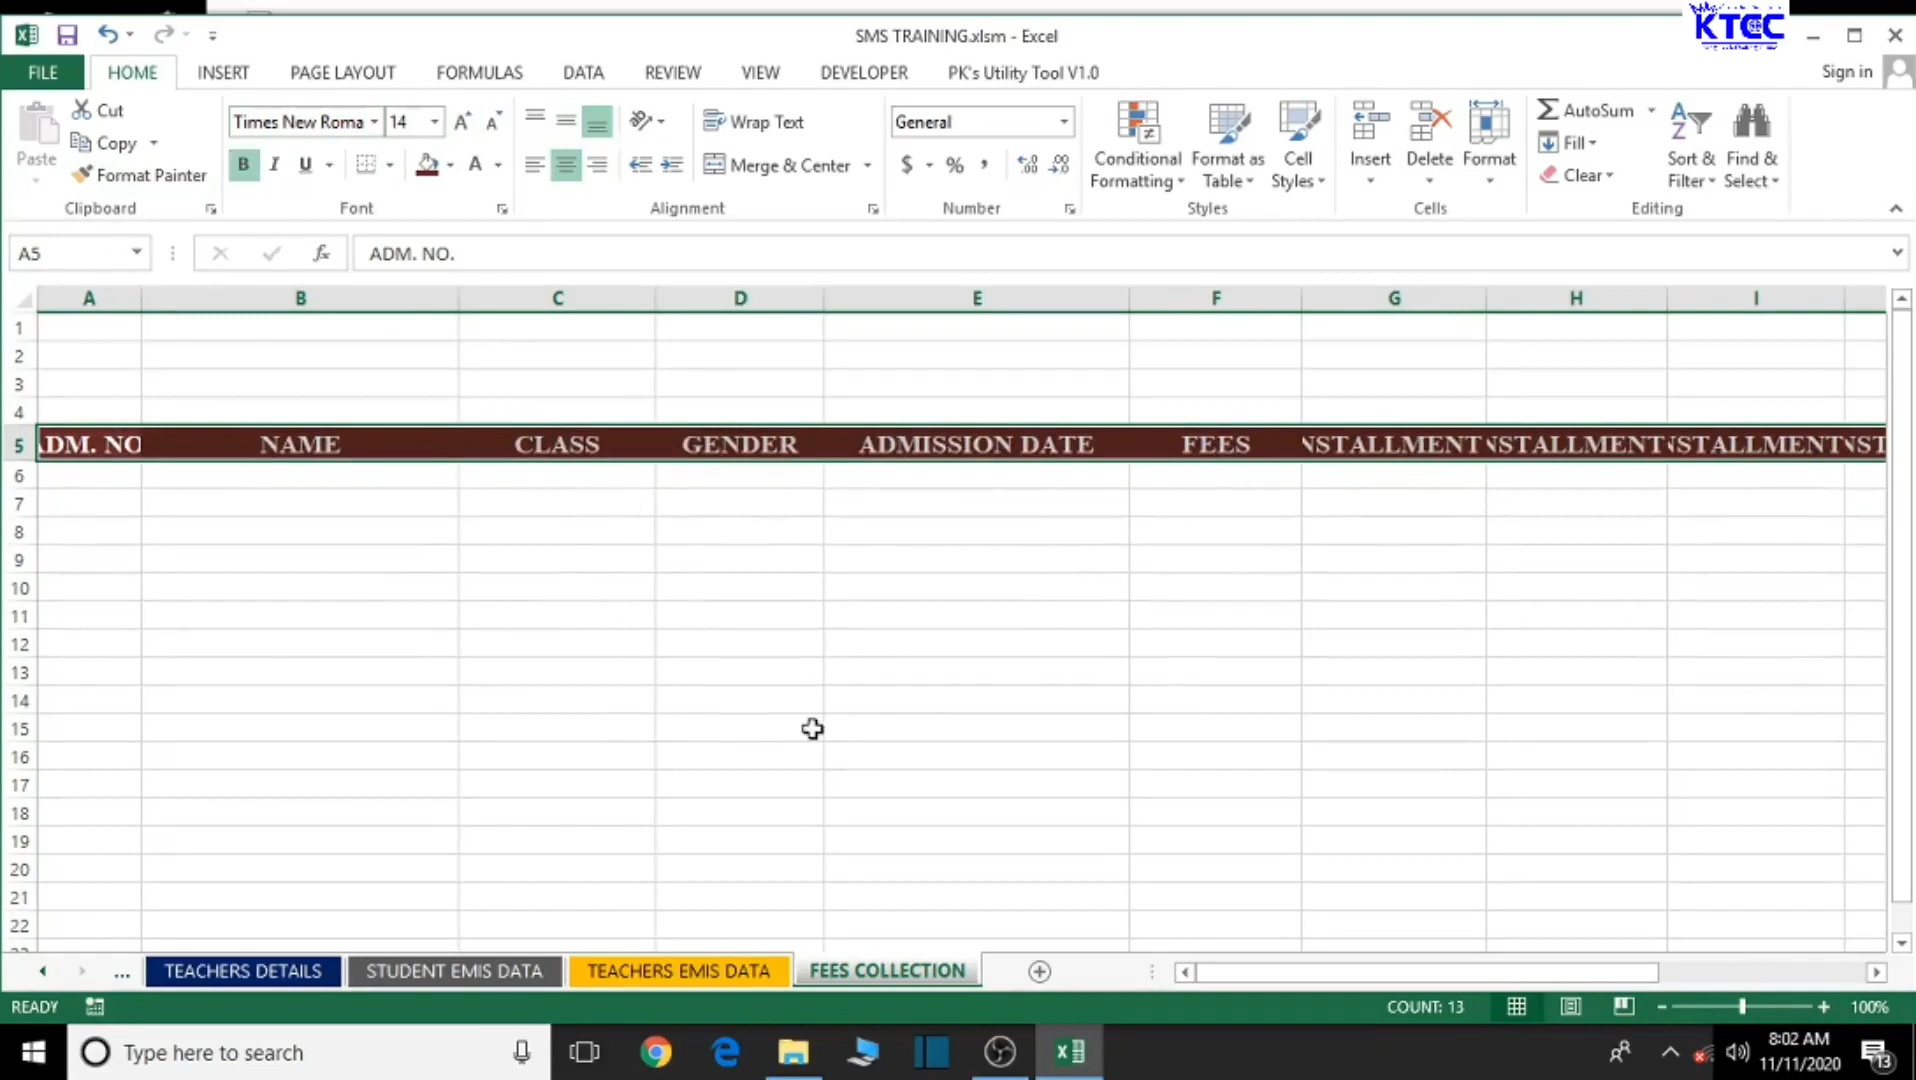 KTCC
SMS TRAINING.xlsm - Excel
FILE HOME INSERT PAGE LAYOUT FORMULAS DATA REVIEW VIEW DEVELOPER PK's Utility Tool V1.0 Sign in
Cut
Copy
Format Painter
Paste
Clipboard
Times New Roma 14
B I U A
Font
Wrap Text
Merge & Center
Alignment
General
$ % ,
Number
Conditional Formatting
Format as Table
Cell Styles
Styles
Insert
Delete
Format
Cells
AutoSum
Fill
Clear
Sort & Filter
Find & Select
Editing
A5 fx ADM. NO.
A B C D E F G H I
1
2
3
4
5 ADM. NO NAME CLASS GENDER ADMISSION DATE FEES NSTALLMENT NSTALLMENT NSTALLMENT NST
6
7
8
9
10
11
12
13
14
15
16
17
18
19
20
21
22
... TEACHERS DETAILS STUDENT EMIS DATA TEACHERS EMIS DATA FEES COLLECTION
READY COUNT: 13 100%
Type here to search
8:02 AM
11/11/2020
13